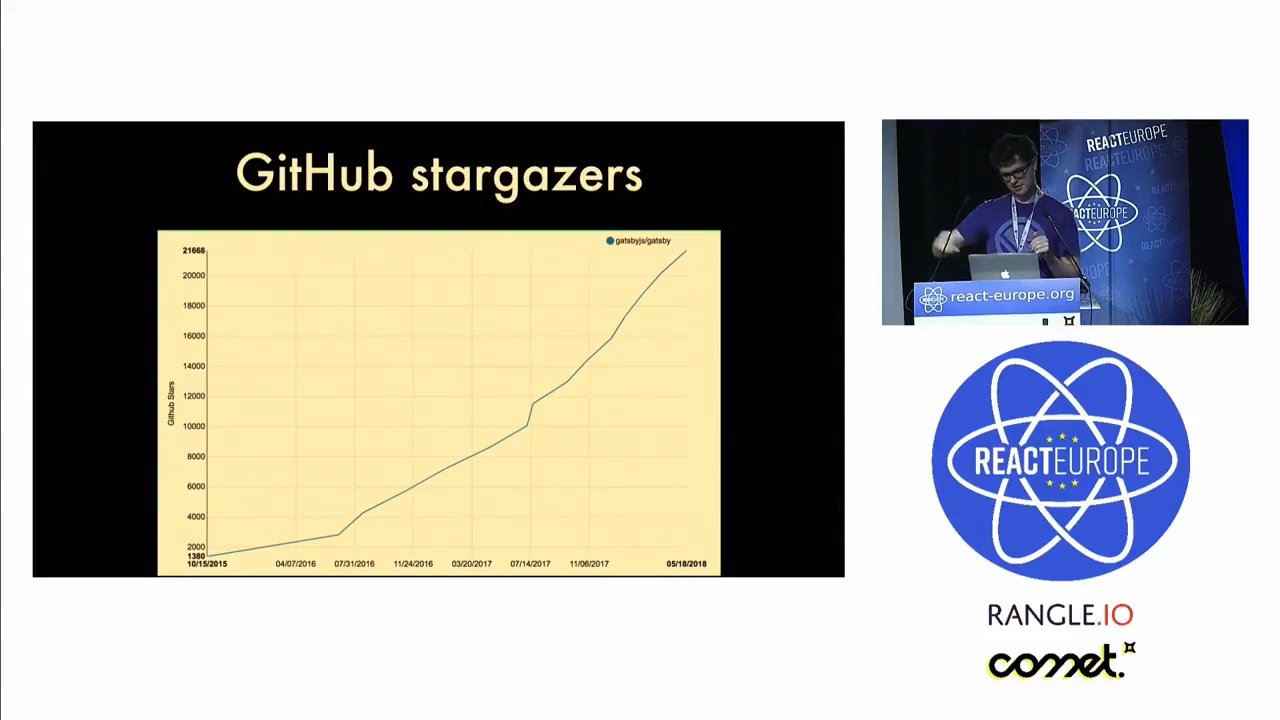 GitHub stargazers
gatsbyjs/gatsby
21668
20000
18000
16000
14000
12000
10000
8000
6000
4000
2000
1380
Github Stars
10/15/2015
04/07/2016
07/31/2016
11/24/2016
03/20/2017
07/14/2017
11/06/2017
05/18/2018
REACTEUROPE
REACTEUROPE
REACTEUROPE
react-europe.org
REACTEUROPE
RANGLE.IO
comet.